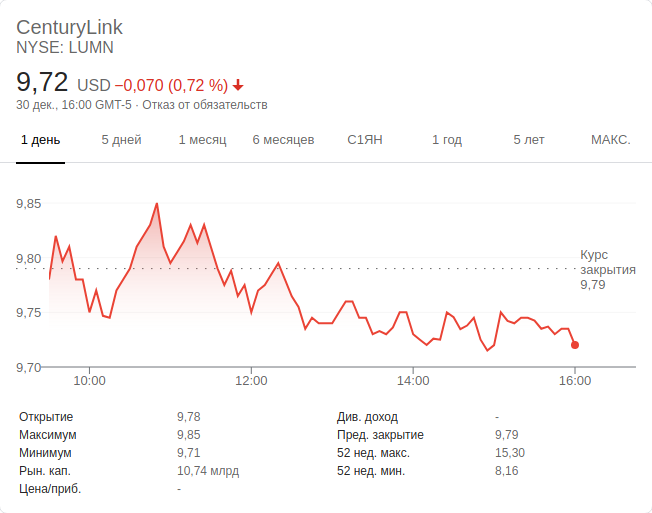 CenturyLink
NYSE: LUMN
9,72 USD −0,070 (0,72 %)
30 дек., 16:00 GMT-5 · Отказ от обязательств
1 день 5 дней 1 месяц 6 месяцев С1ЯН 1 год 5 лет МАКС.
9,85
9,80
Курс
закрытия
9,79
9,75
9,70
10:00 12:00 14:00 16:00
Открытие 9,78 Див. доход -
Максимум 9,85 Пред. закрытие 9,79
Минимум 9,71 52 нед. макс. 15,30
Рын. кап. 10,74 млрд 52 нед. мин. 8,16
Цена/приб. -